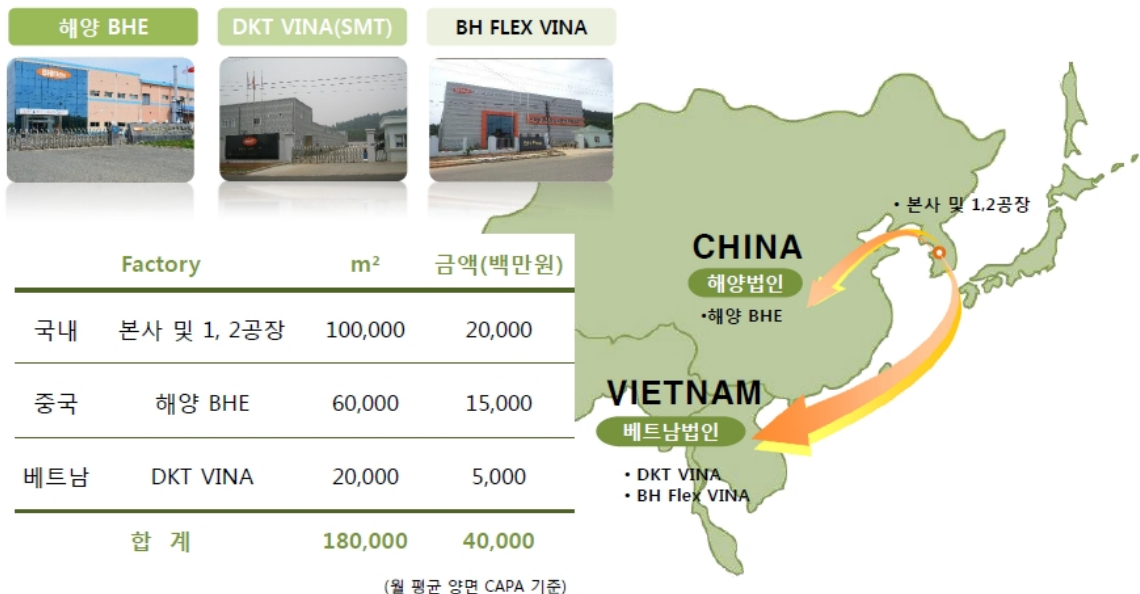 해양 BHE
DKT VINA(SMT)
BH FLEX VINA
Factory m² 금액(백만원)
국내 본사 및 1, 2공장 100,000 20,000
중국 해양 BHE 60,000 15,000
베트남 DKT VINA 20,000 5,000
합 계 180,000 40,000
(월 평균 양면 CAPA 기준)
• 본사 및 1,2공장
CHINA
해양법인
•해양 BHE
VIETNAM
베트남법인
• DKT VINA
• BH Flex VINA